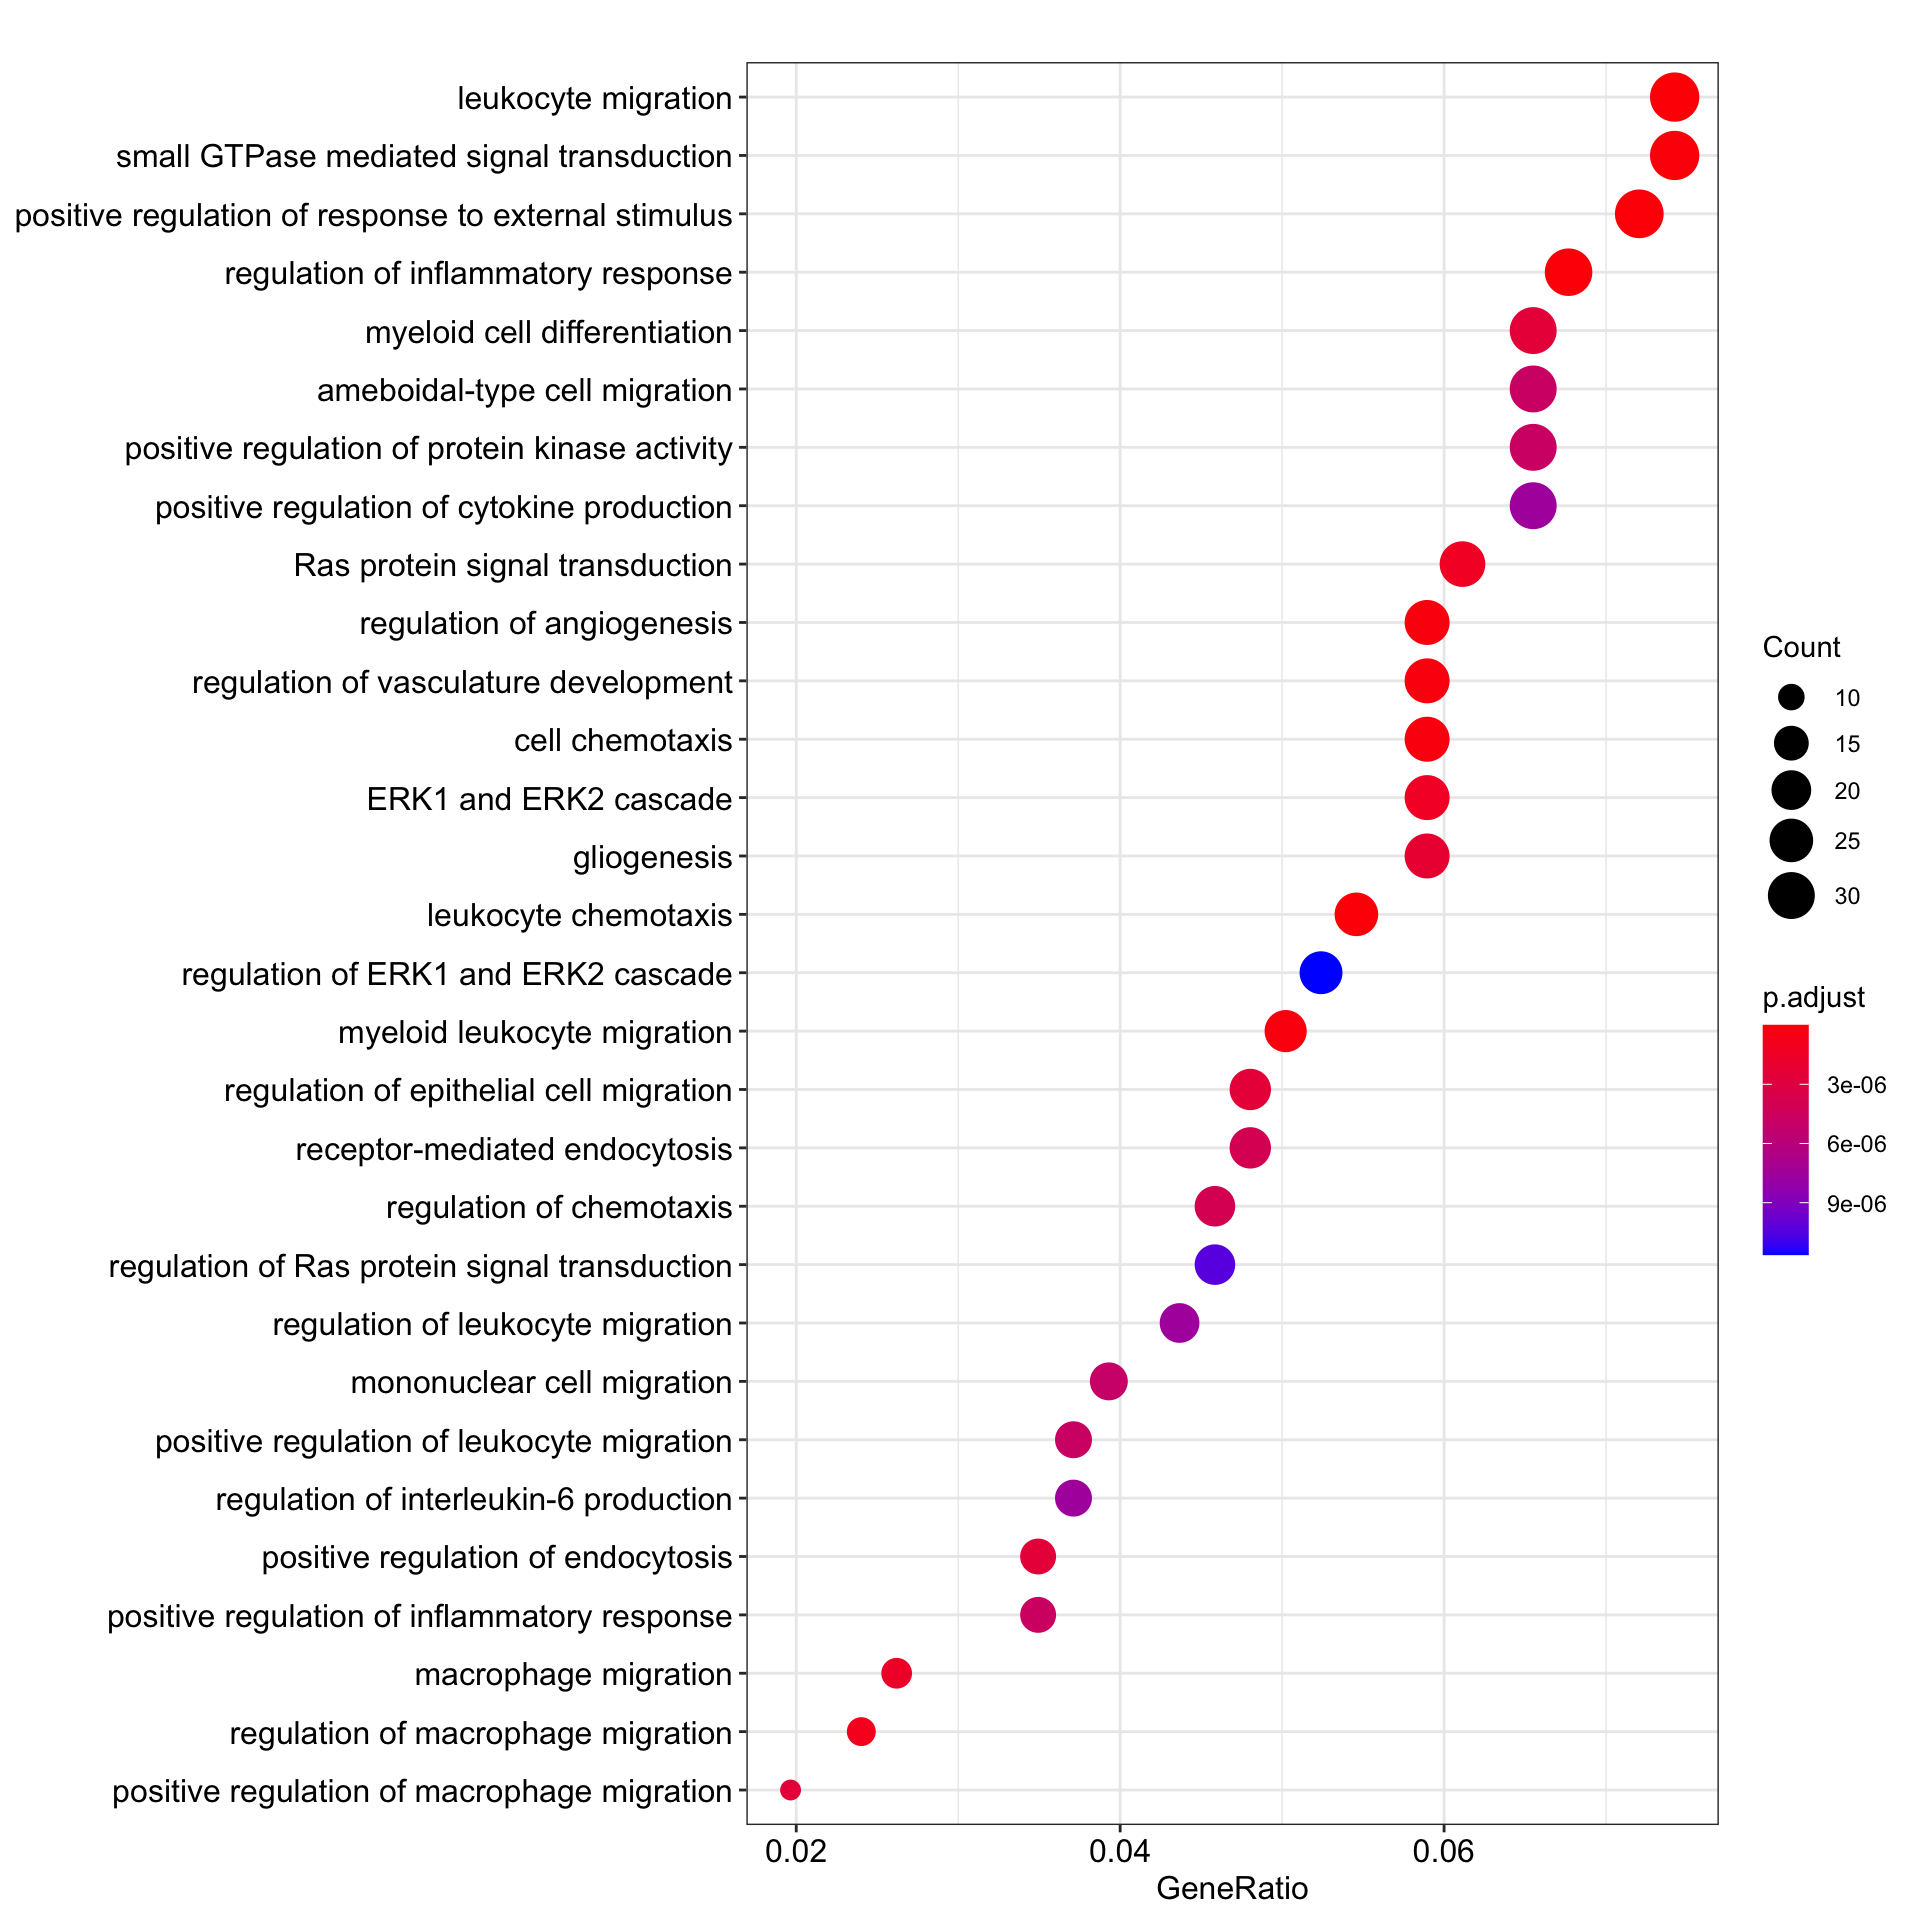 leukocyte migration
small GTPase mediated signal transduction
positive regulation of response to external stimulus
regulation of inflammatory response
myeloid cell differentiation
ameboidal-type cell migration
positive regulation of protein kinase activity
positive regulation of cytokine production
Ras protein signal transduction
regulation of angiogenesis
regulation of vasculature development
cell chemotaxis
ERK1 and ERK2 cascade
gliogenesis
leukocyte chemotaxis
regulation of ERK1 and ERK2 cascade
myeloid leukocyte migration
regulation of epithelial cell migration
receptor-mediated endocytosis
regulation of chemotaxis
regulation of Ras protein signal transduction
regulation of leukocyte migration
mononuclear cell migration
positive regulation of leukocyte migration
regulation of interleukin-6 production
positive regulation of endocytosis
positive regulation of inflammatory response
macrophage migration
regulation of macrophage migration
positive regulation of macrophage migration
0.02 0.04 0.06
GeneRatio
Count
10
15
20
25
30
p.adjust
3e-06
6e-06
9e-06